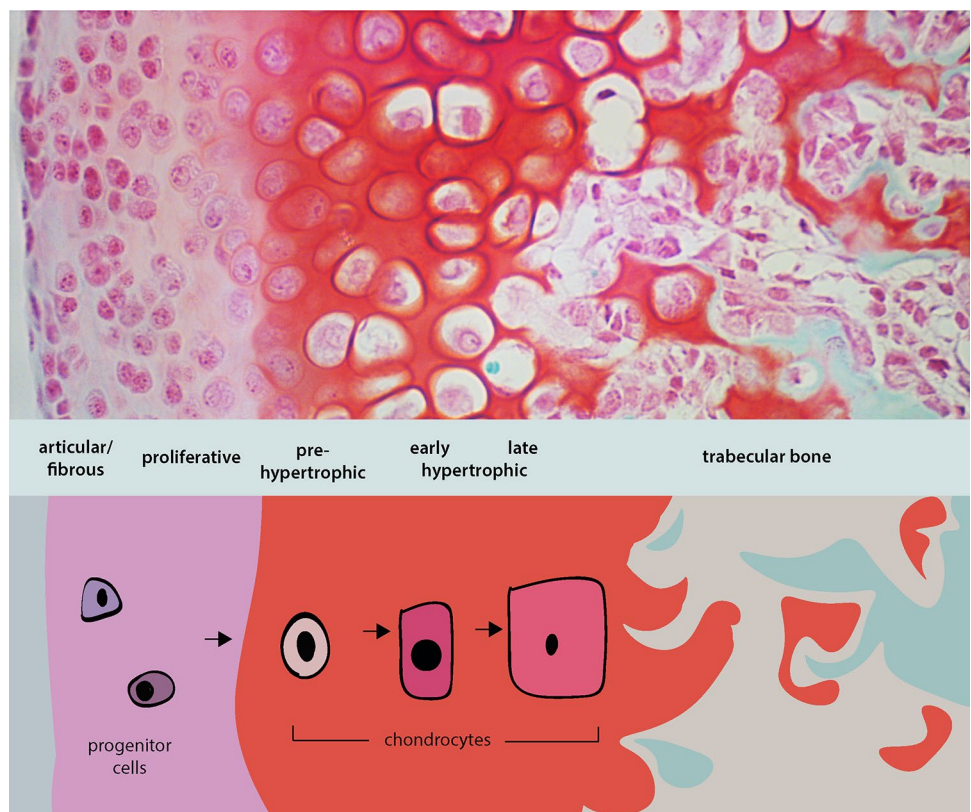 articular/
fibrous
proliferative
pre-
hypertrophic
early late
hypertrophic
trabecular bone
progenitor
cells
chondrocytes